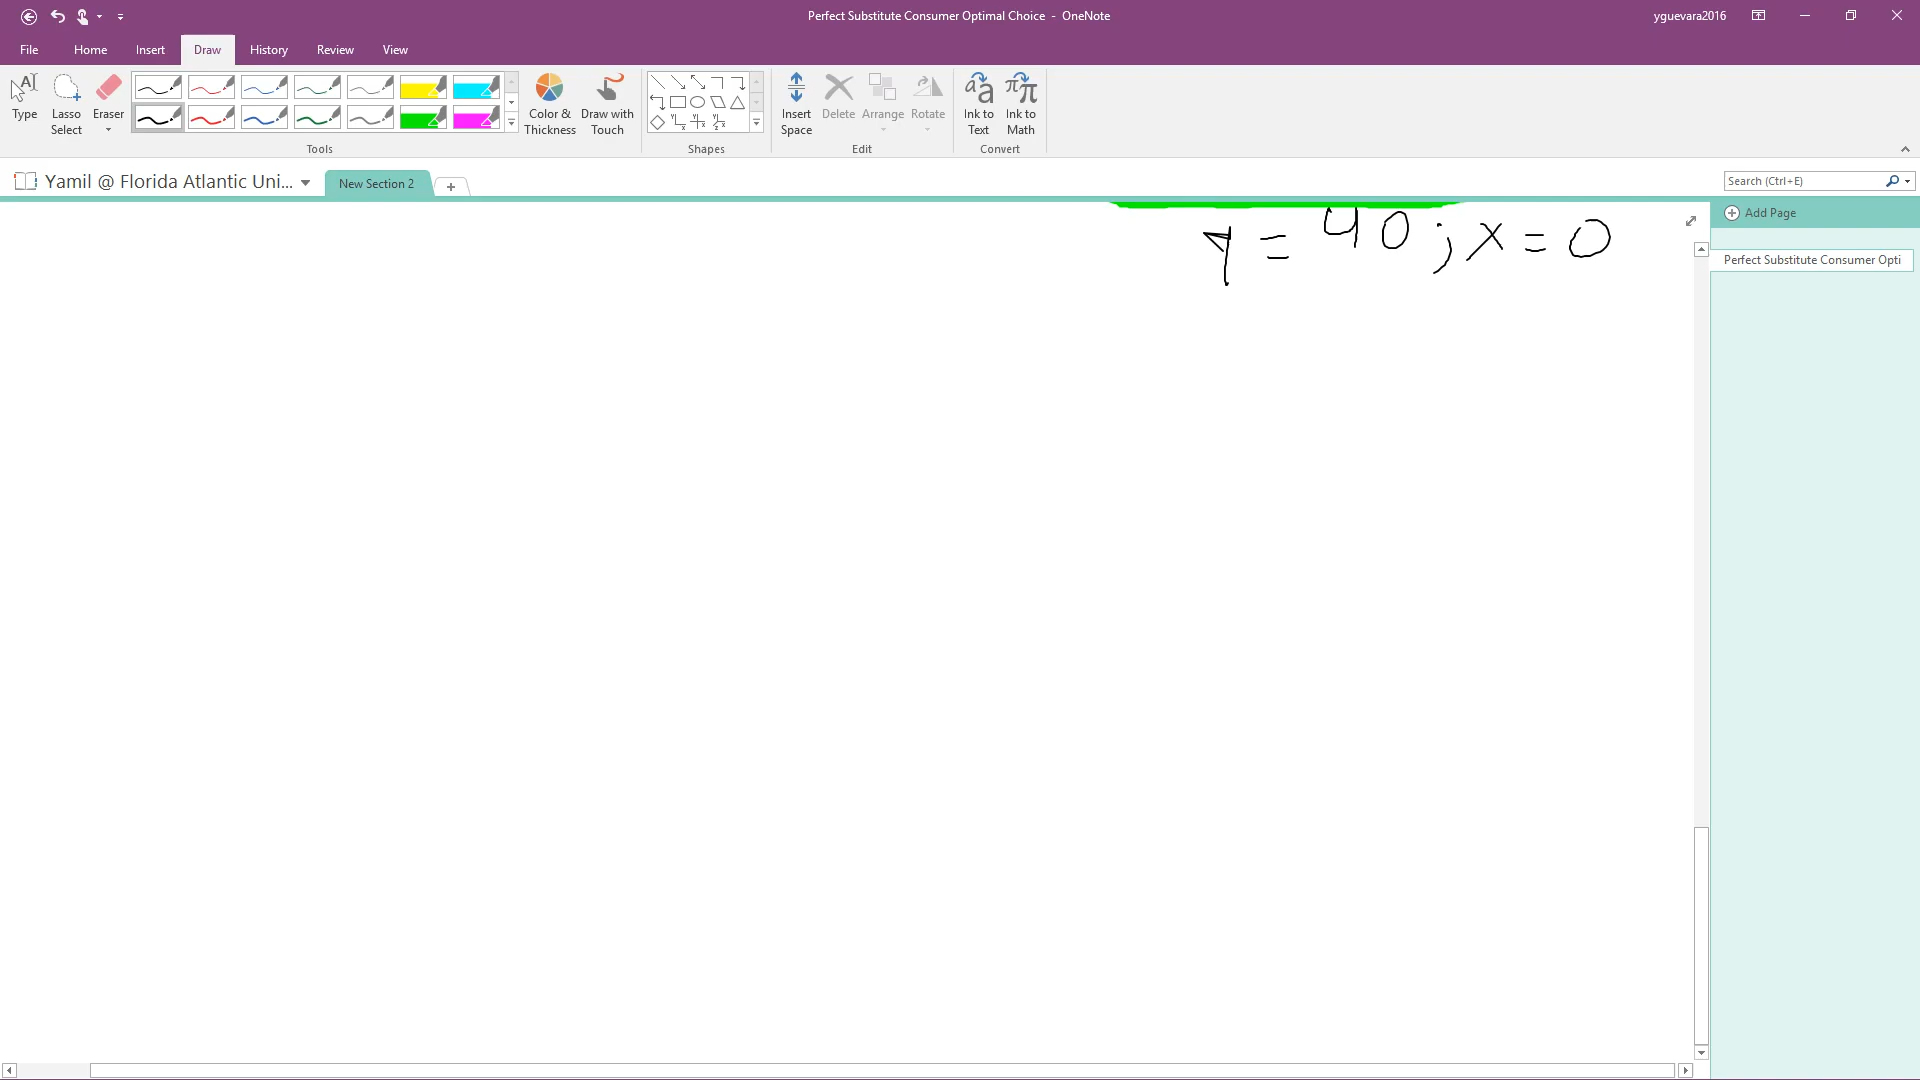 Perfect Substitute Consumer Optimal Choice - OneNote
yguevara2016
File Home Insert Draw History Review View
Type
Lasso Select
Eraser
Color & Thickness
Draw with Touch
Insert Space
Delete
Arrange
Rotate
Ink to Text
Ink to Math
Tools
Shapes
Edit
Convert
Yamil @ Florida Atlantic Uni...
New Section 2
Search (Ctrl+E)
Add Page
Perfect Substitute Consumer Opti
y = 40 ; x = 0